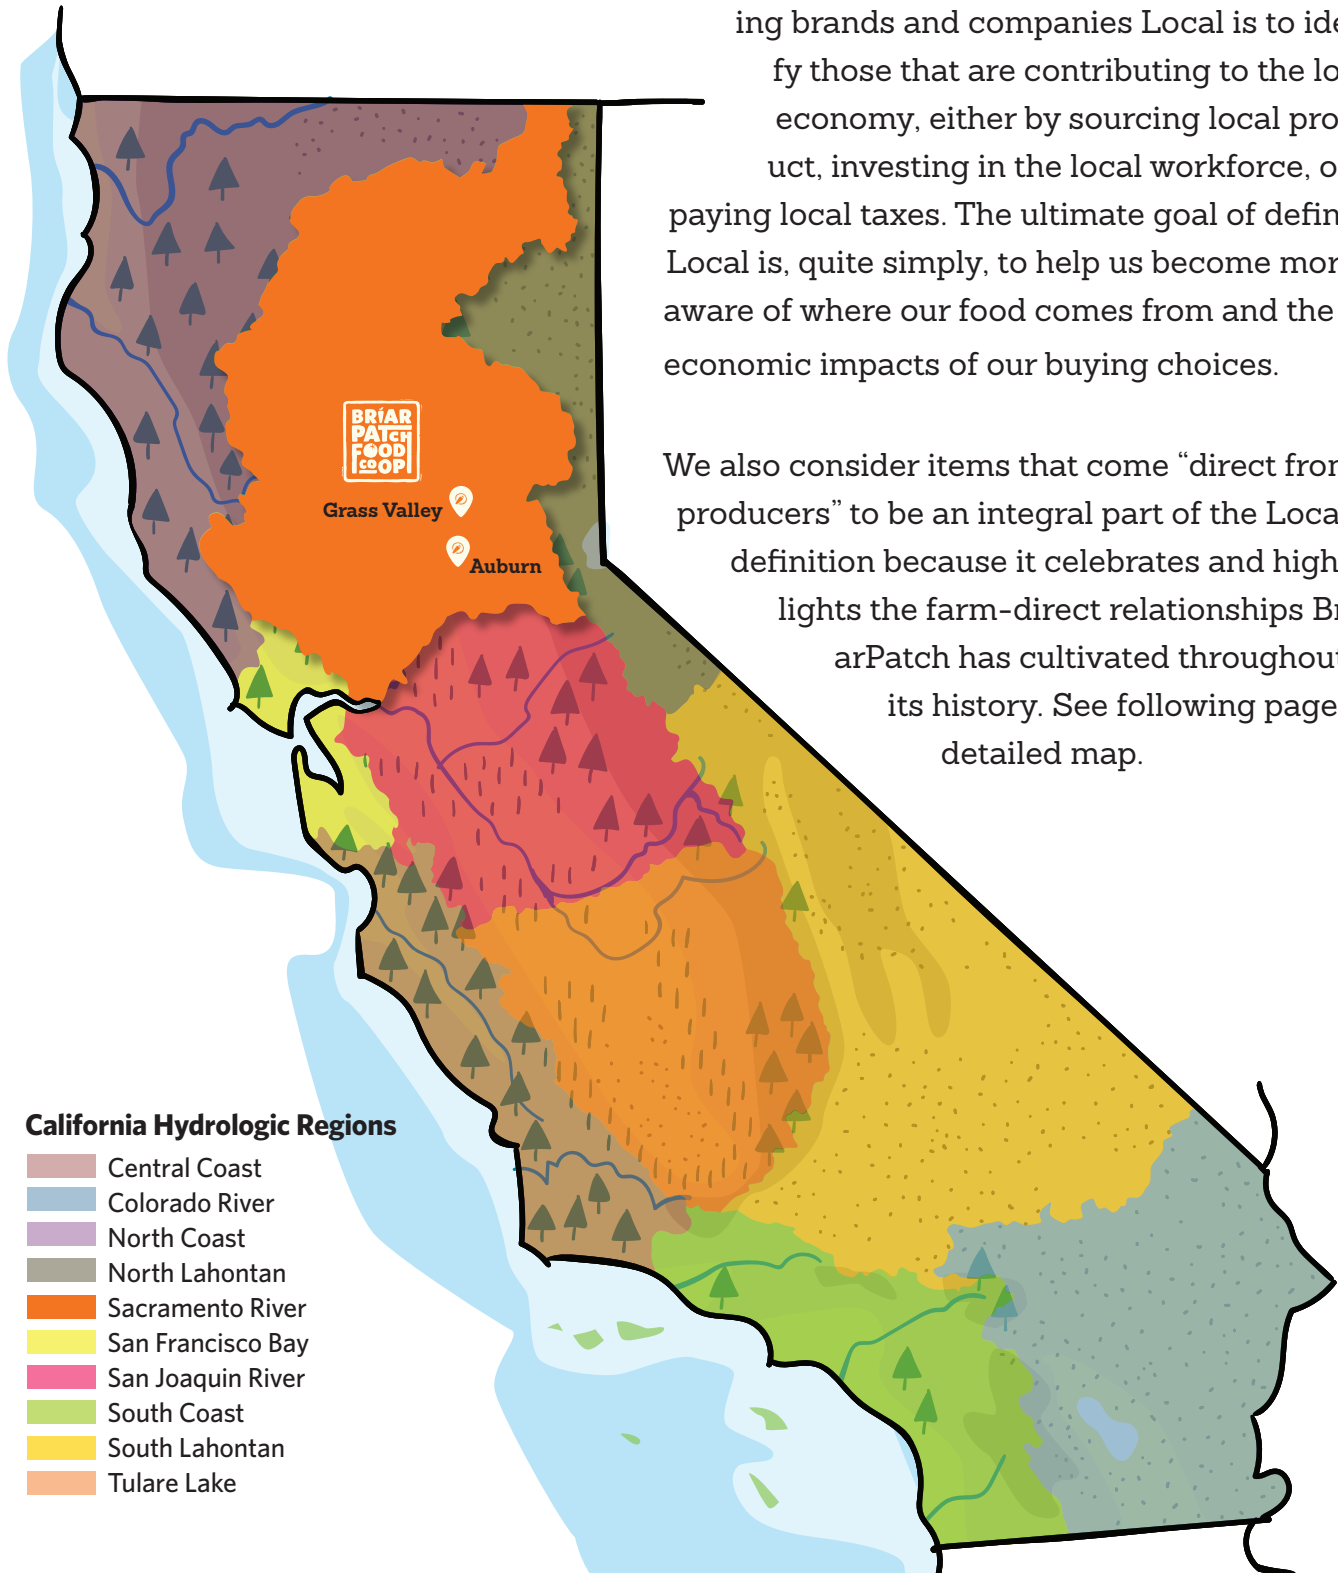 ing brands and companies Local is to ide
fy those that are contributing to the lo
economy, either by sourcing local pro
uct, investing in the local workforce, o
paying local taxes. The ultimate goal of defin
Local is, quite simply, to help us become mor
aware of where our food comes from and the
economic impacts of our buying choices.
We also consider items that come “direct from
producers” to be an integral part of the Loca
definition because it celebrates and high
lights the farm-direct relationships Br
arPatch has cultivated throughout
its history. See following page
detailed map.
BRIAR
PATCH
FOOD
CO OP
Grass Valley
Auburn
California Hydrologic Regions
Central Coast
Colorado River
North Coast
North Lahontan
Sacramento River
San Francisco Bay
San Joaquin River
South Coast
South Lahontan
Tulare Lake